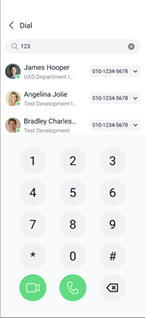 Dial
123
James Hooper
010-1234-5678
UXD Department I...
Angelina Jolie
010-1234-5678
Test Development I...
Bradley Charles...
010-1234-5678
Test Development
1 2 3
4 5 6
7 8 9
* 0 #